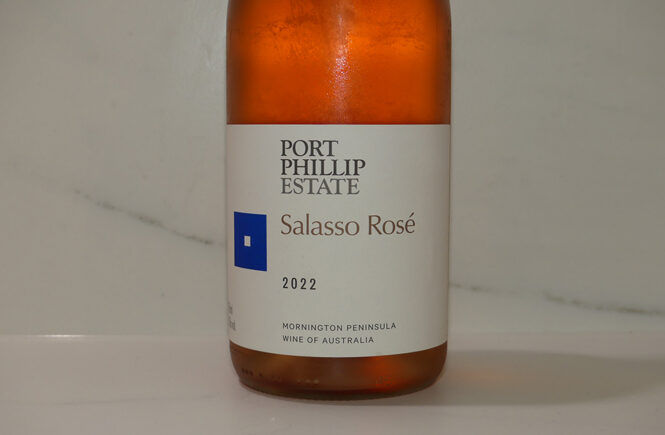 PORT
PHILLIP
ESTATE
Salasso Rosé
2022
MORNINGTON PENINSULA
WINE OF AUSTRALIA